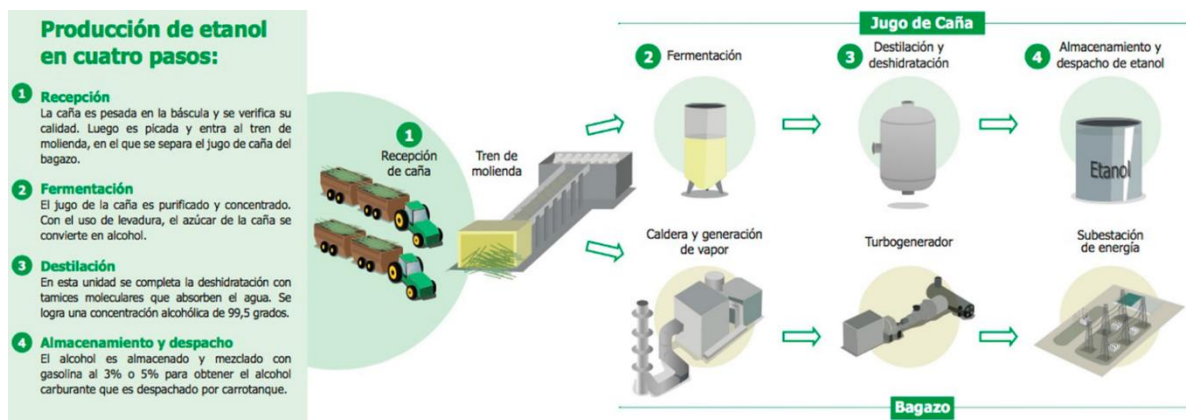 Producción de etanol
en cuatro pasos:
1 Recepción
La caña es pesada en la báscula y se verifica su
calidad. Luego es picada y entra al tren de
molienda, en el que se separa el jugo de caña del
bagazo.
2 Fermentación
El jugo de la caña es purificado y concentrado.
Con el uso de levadura, el azúcar de la caña se
convierte en alcohol.
3 Destilación
En esta unidad se completa la deshidratación con
tamices moleculares que absorben el agua. Se
logra una concentración alcohólica de 99,5 grados.
4 Almacenamiento y despacho
El alcohol es almacenado y mezclado con
gasolina al 3% o 5% para obtener el alcohol
carburante que es despachado por carrotanque.
1
Recepción
de caña
Tren de
molienda
Jugo de Caña
2 Fermentación
3 Destilación y
deshidratación
4 Almacenamiento y
despacho de etanol
Etanol
Caldera y generación
de vapor
Turbogenerador
Subestación
de energía
Bagazo